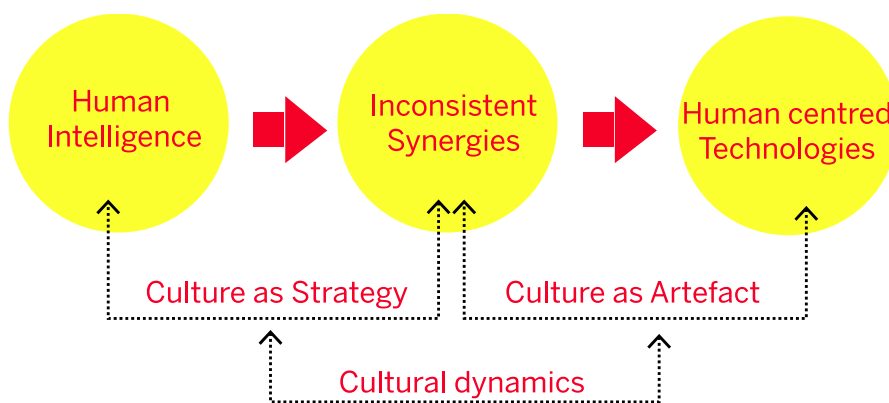 Human
Intelligence
Inconsistent
Synergies
Human centred
Technologies
Culture as Strategy
Culture as Artefact
Cultural dynamics